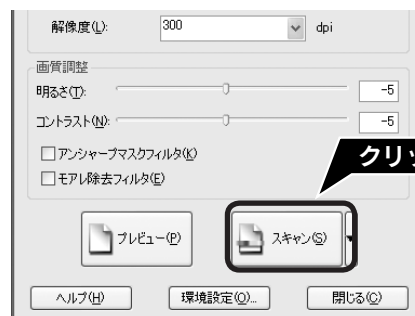 解像度(L): 300 dpi
画質調整
明るさ(T): -5
コントラスト(N): -5
アンシャープマスクフィルタ(K)
モアレ除去フィルタ(E)
クリッ
プレビュー(P) スキャン(S)
ヘルプ(H) 環境設定(O)... 閉じる(C)